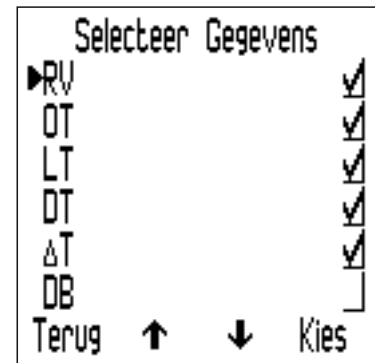 Selecteer Gegevens
RV
OT
LT
DT
ΔT
DB
Terug ↑ ↓ Kies